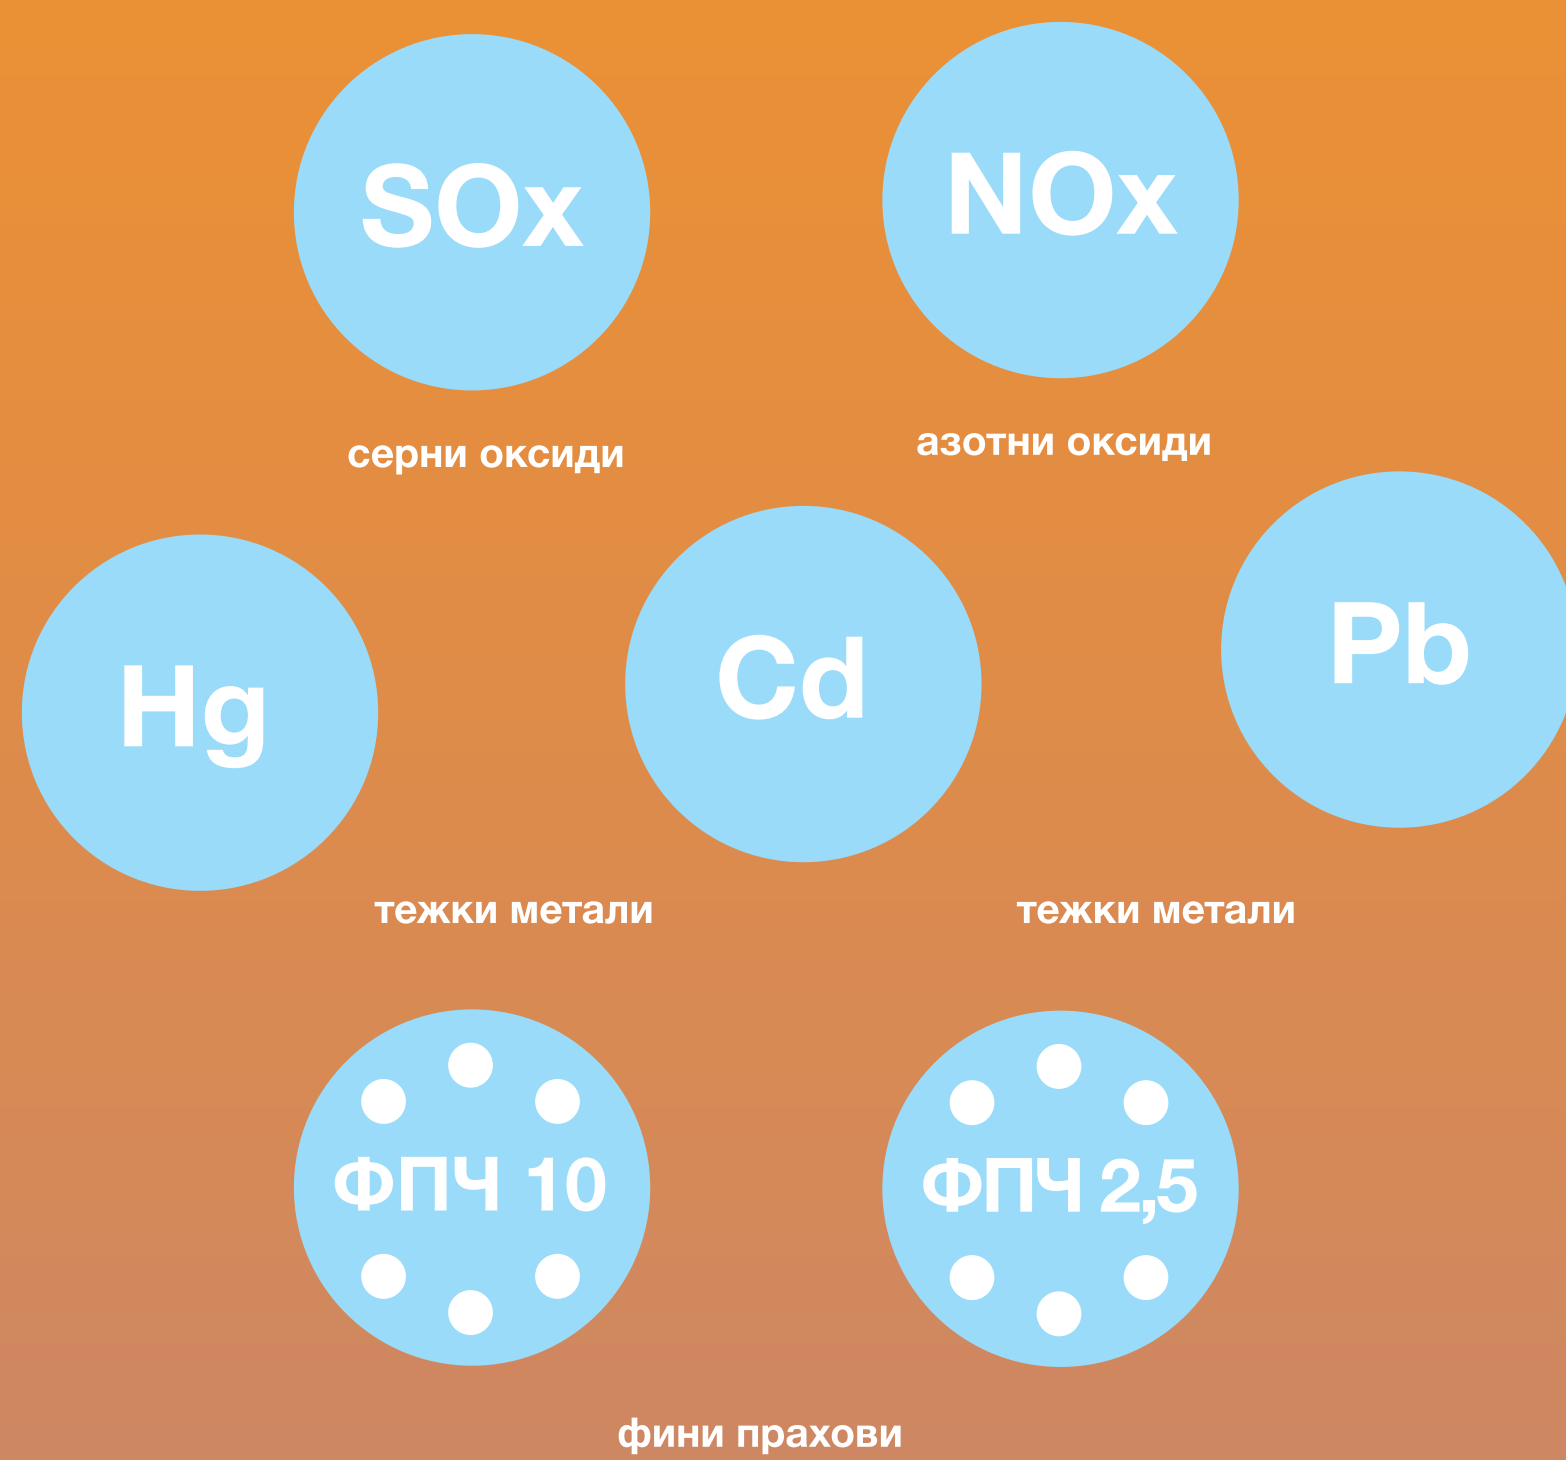 SOx
NOx
серни оксиди
азотни оксиди
Hg
Cd
Pb
тежки метали
тежки метали
ФПЧ 10
ФПЧ 2,5
фини прахови